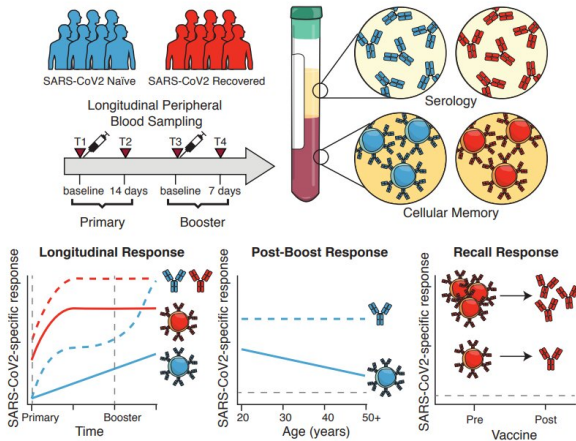 SARS-CoV2 Naïve
SARS-CoV2 Recovered
Longitudinal Peripheral
Blood Sampling
T1 T2 T3 T4
baseline 14 days baseline 7 days
Primary Booster
Serology
Cellular Memory
Longitudinal Response
SARS-CoV2-specific response
Primary Booster
Time
Post-Boost Response
SARS-CoV2-specific response
20 30 40 50+
Age (years)
Recall Response
SARS-CoV2-specific response
Pre Post
Vaccine